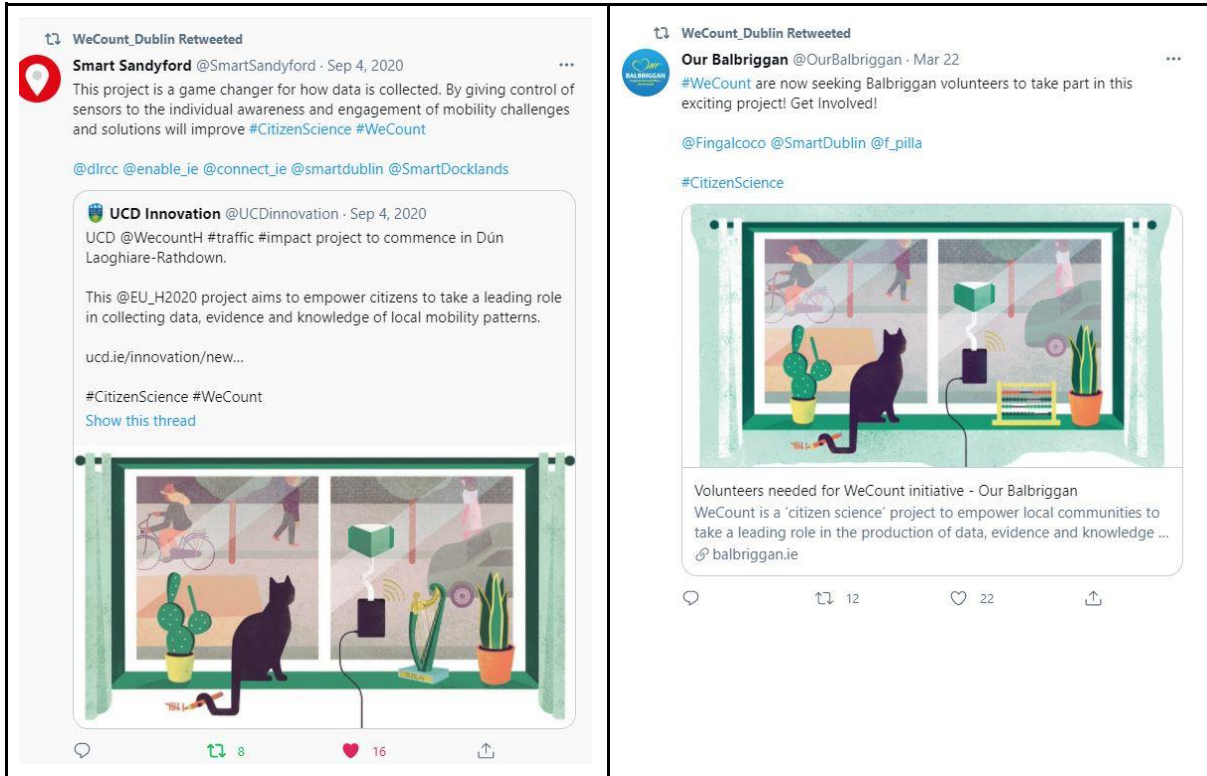 WeCount_Dublin Retweeted
Smart Sandyford @SmartSandyford · Sep 4, 2020
This project is a game changer for how data is collected. By giving control of
sensors to the individual awareness and engagement of mobility challenges
and solutions will improve #CitizenScience #WeCount
@dlrcc @enable_ie @connect_ie @smartdublin @SmartDocklands
UCD Innovation @UCDinnovation · Sep 4, 2020
UCD @WecountH #traffic #impact project to commence in Dún
Laoghiare-Rathdown.
This @EU_H2020 project aims to empower citizens to take a leading role
in collecting data, evidence and knowledge of local mobility patterns.
ucd.ie/innovation/new...
#CitizenScience #WeCount
Show this thread
8 16
WeCount_Dublin Retweeted
BALBRIGGAN
Our Balbriggan @OurBalbriggan · Mar 22
#WeCount are now seeking Balbriggan volunteers to take part in this
exciting project! Get Involved!
@Fingalcoco @SmartDublin @f_pilla
#CitizenScience
Volunteers needed for WeCount initiative - Our Balbriggan
WeCount is a 'citizen science' project to empower local communities to
take a leading role in the production of data, evidence and knowledge ...
balbriggan.ie
12 22